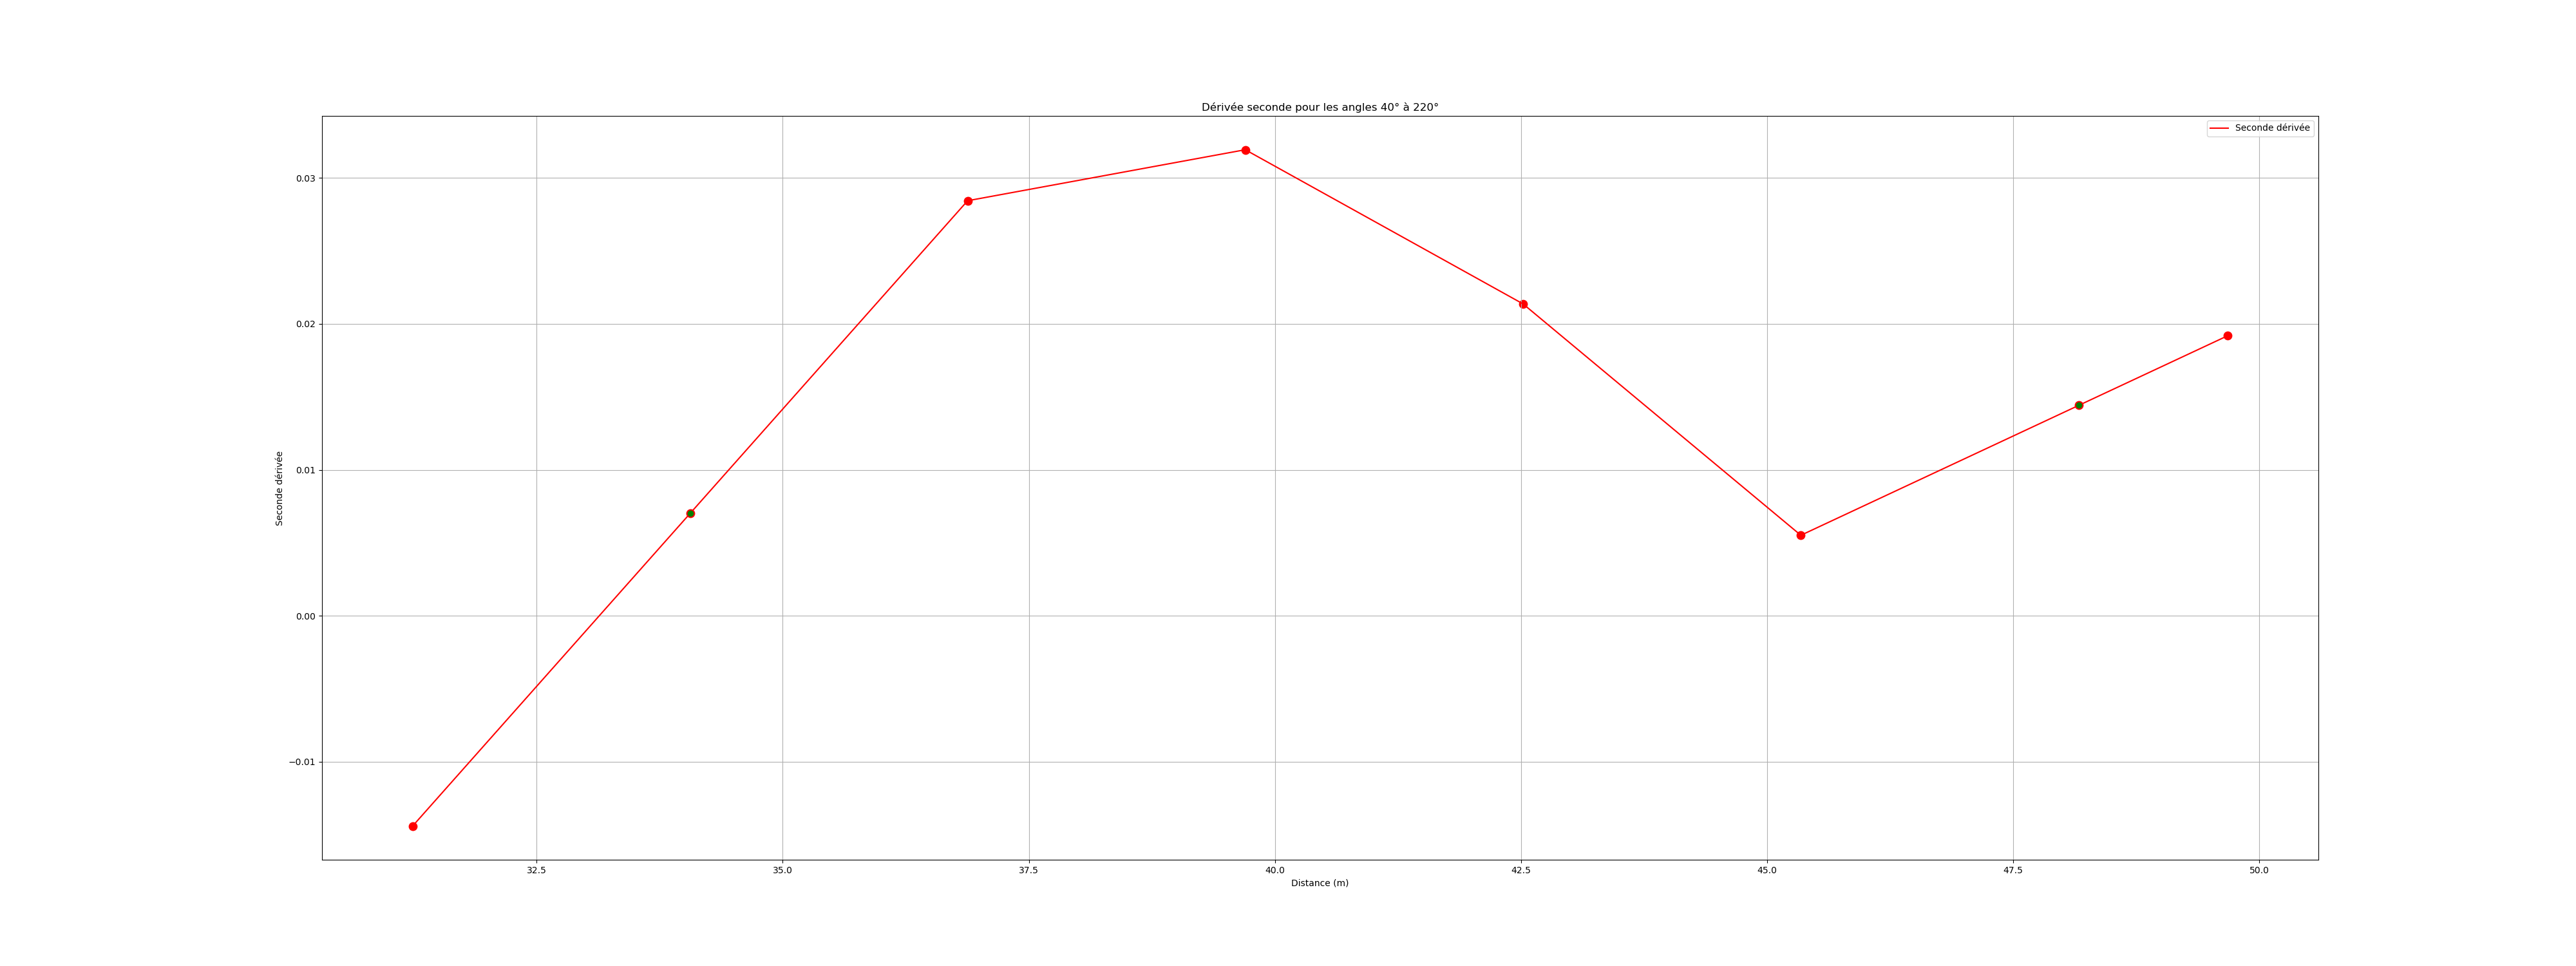 Dérivée seconde pour les angles 40° à 220°
Seconde dérivée
0.03
0.02
0.01
0.00
−0.01
Seconde dérivée
32.5 35.0 37.5 40.0 42.5 45.0 47.5 50.0
Distance (m)